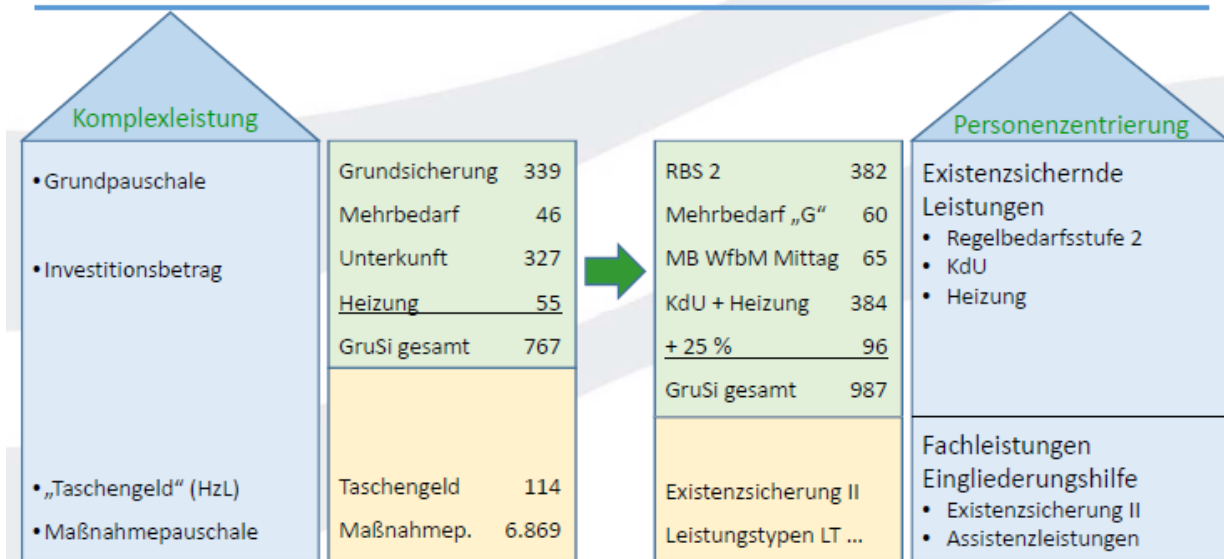 Komplexleistung
• Grundpauschale
• Investitionsbetrag
• „Taschengeld“ (HzL)
• Maßnahmepauschale
Grundsicherung 339
Mehrbedarf 46
Unterkunft 327
Heizung 55
GruSi gesamt 767
Taschengeld 114
Maßnahmep. 6.869
RBS 2 382
Mehrbedarf „G“ 60
MB WfbM Mittag 65
KdU + Heizung 384
+ 25 % 96
GruSi gesamt 987
Existenzsicherung II
Leistungstypen LT ...
Personenzentrierung
Existenzsichernde
Leistungen
• Regelbedarfsstufe 2
• KdU
• Heizung
Fachleistungen
Eingliederungshilfe
• Existenzsicherung II
• Assistenzleistungen